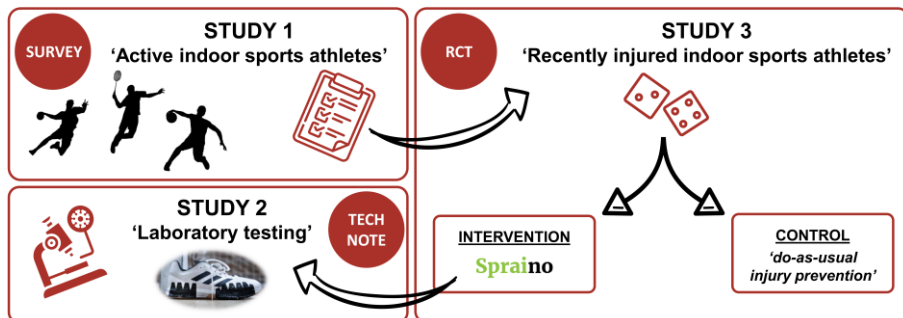 SURVEY
STUDY 1
‘Active indoor sports athletes’
RCT
STUDY 3
‘Recently injured indoor sports athletes’
STUDY 2
‘Laboratory testing’
TECH
NOTE
INTERVENTION
Spraino
CONTROL
‘do-as-usual
injury prevention’